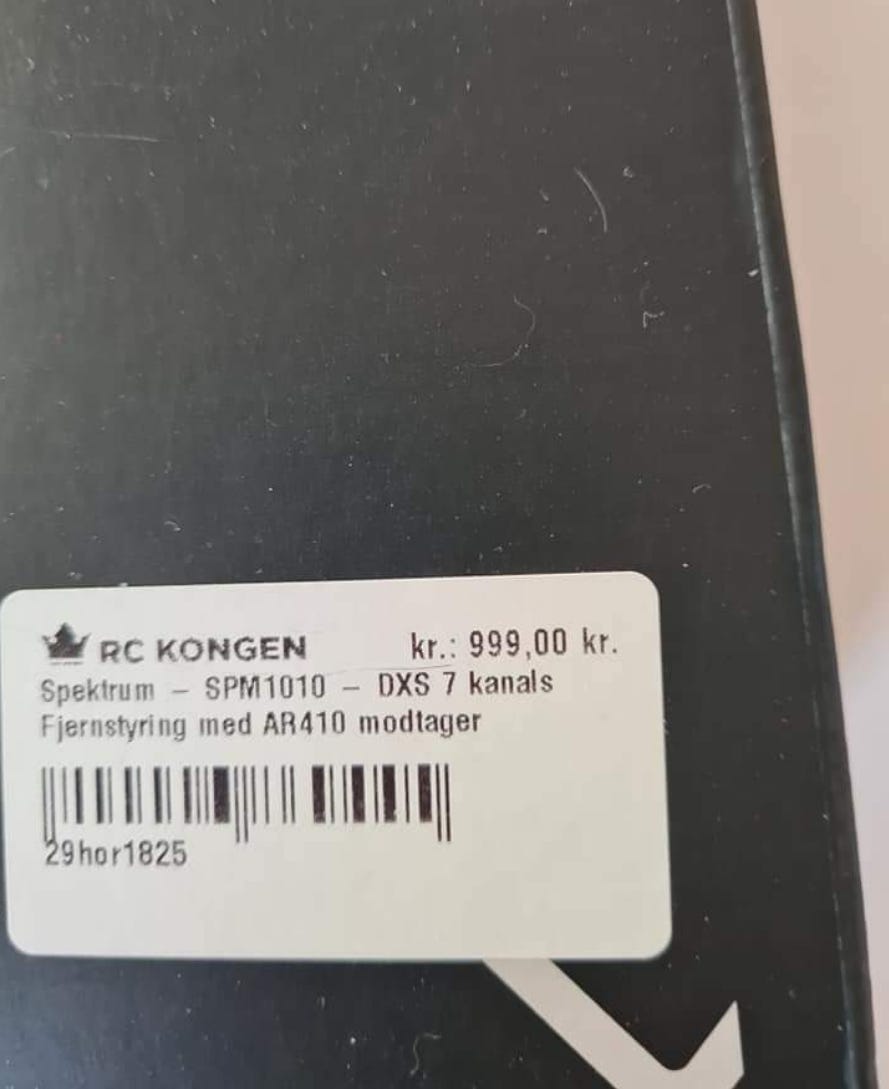 RC KONGEN kr.: 999,00 kr.
Spektrum - SPM1010 - DXS 7 kanals
Fjernstyring med AR410 modtager
29hor1825